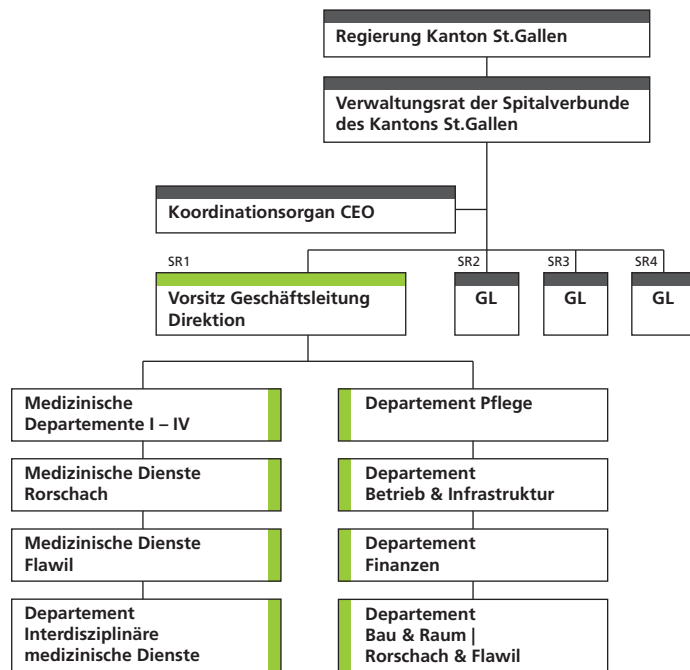 Regierung Kanton St.Gallen
Verwaltungsrat der Spitalverbunde
des Kantons St.Gallen
Koordinationsorgan CEO
SR1
SR2
SR3
SR4
Vorsitz Geschäftsleitung
Direktion
GL
GL
GL
Medizinische
Departemente I – IV
Medizinische Dienste
Rorschach
Medizinische Dienste
Flawil
Departement
Interdisziplinäre
medizinische Dienste
Departement Pflege
Departement
Betrieb & Infrastruktur
Departement
Finanzen
Departement
Bau & Raum |
Rorschach & Flawil